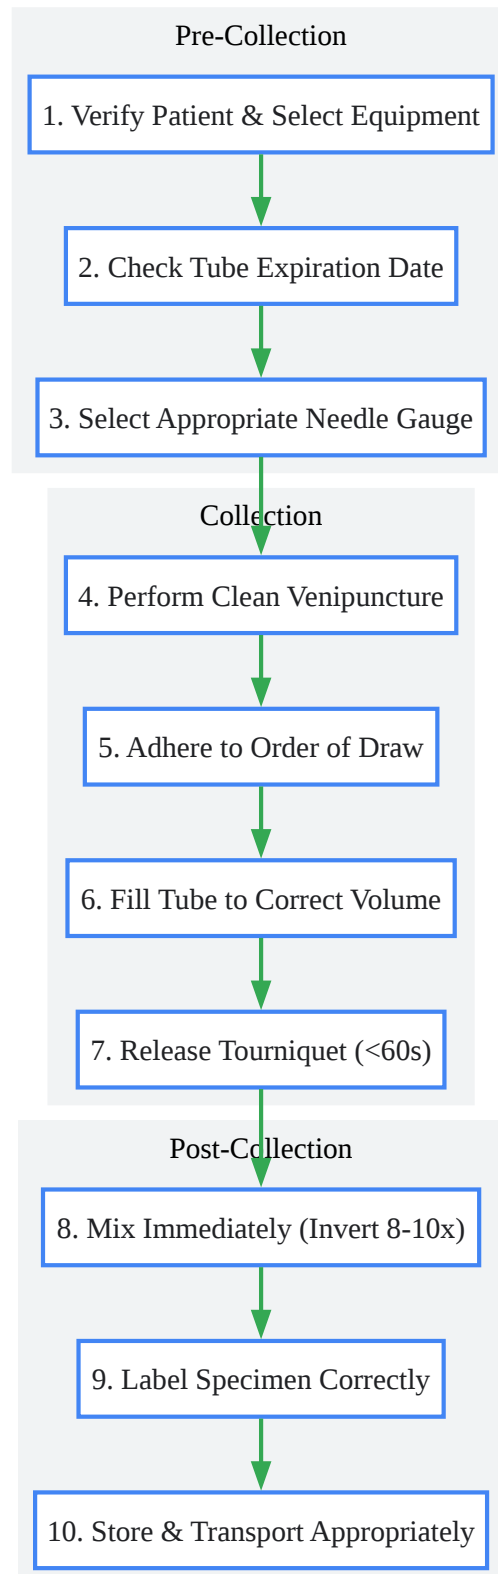 Pre-Collection
1. Verify Patient & Select Equipment
2. Check Tube Expiration Date
3. Select Appropriate Needle Gauge
Collection
4. Perform Clean Venipuncture
5. Adhere to Order of Draw
6. Fill Tube to Correct Volume
7. Release Tourniquet (<60s)
Post-Collection
8. Mix Immediately (Invert 8-10x)
9. Label Specimen Correctly
10. Store & Transport Appropriately